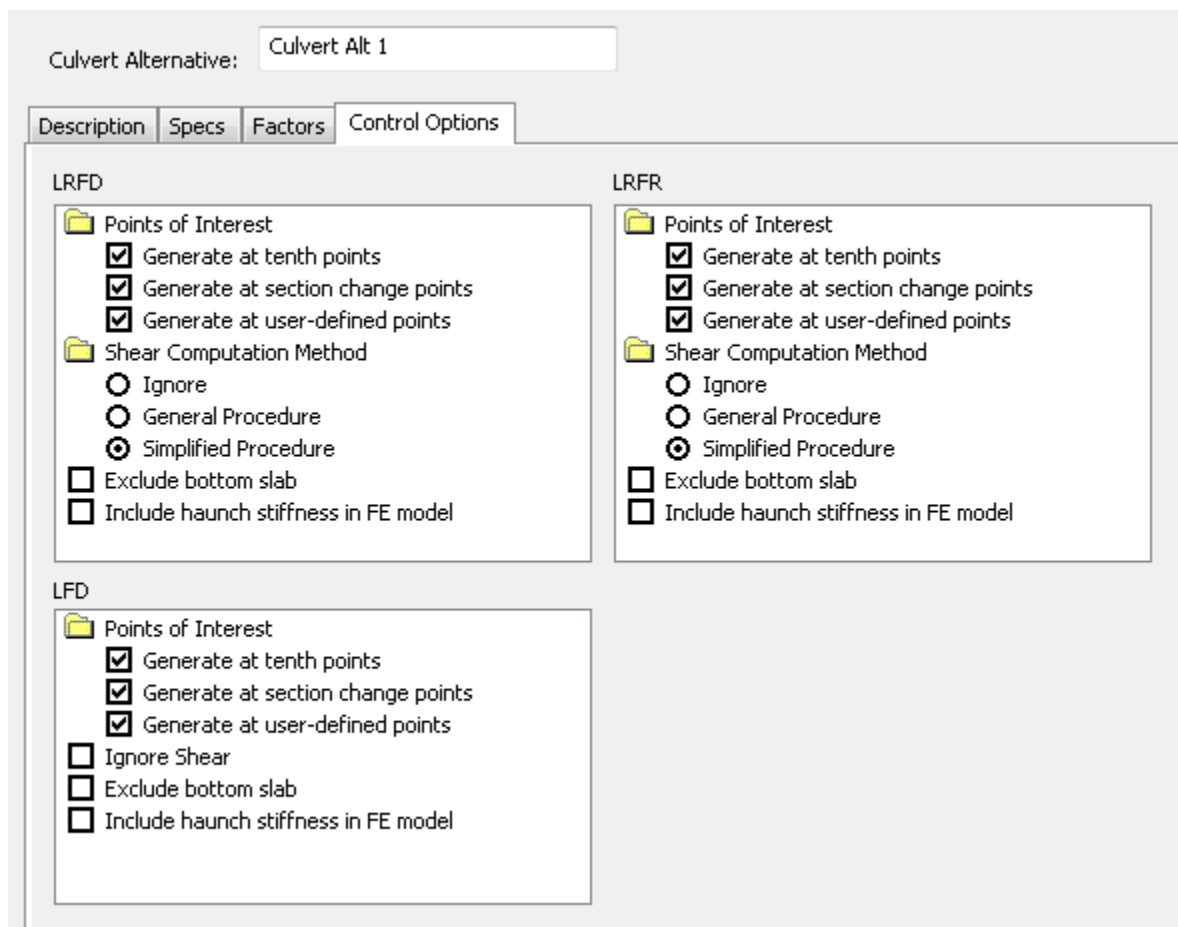 Culvert Alternative: Culvert Alt 1
Description Specs Factors Control Options
LRFD
Points of Interest
Generate at tenth points
Generate at section change points
Generate at user-defined points
Shear Computation Method
Ignore
General Procedure
Simplified Procedure
Exclude bottom slab
Include haunch stiffness in FE model
LRFR
Points of Interest
Generate at tenth points
Generate at section change points
Generate at user-defined points
Shear Computation Method
Ignore
General Procedure
Simplified Procedure
Exclude bottom slab
Include haunch stiffness in FE model
LFD
Points of Interest
Generate at tenth points
Generate at section change points
Generate at user-defined points
Ignore Shear
Exclude bottom slab
Include haunch stiffness in FE model